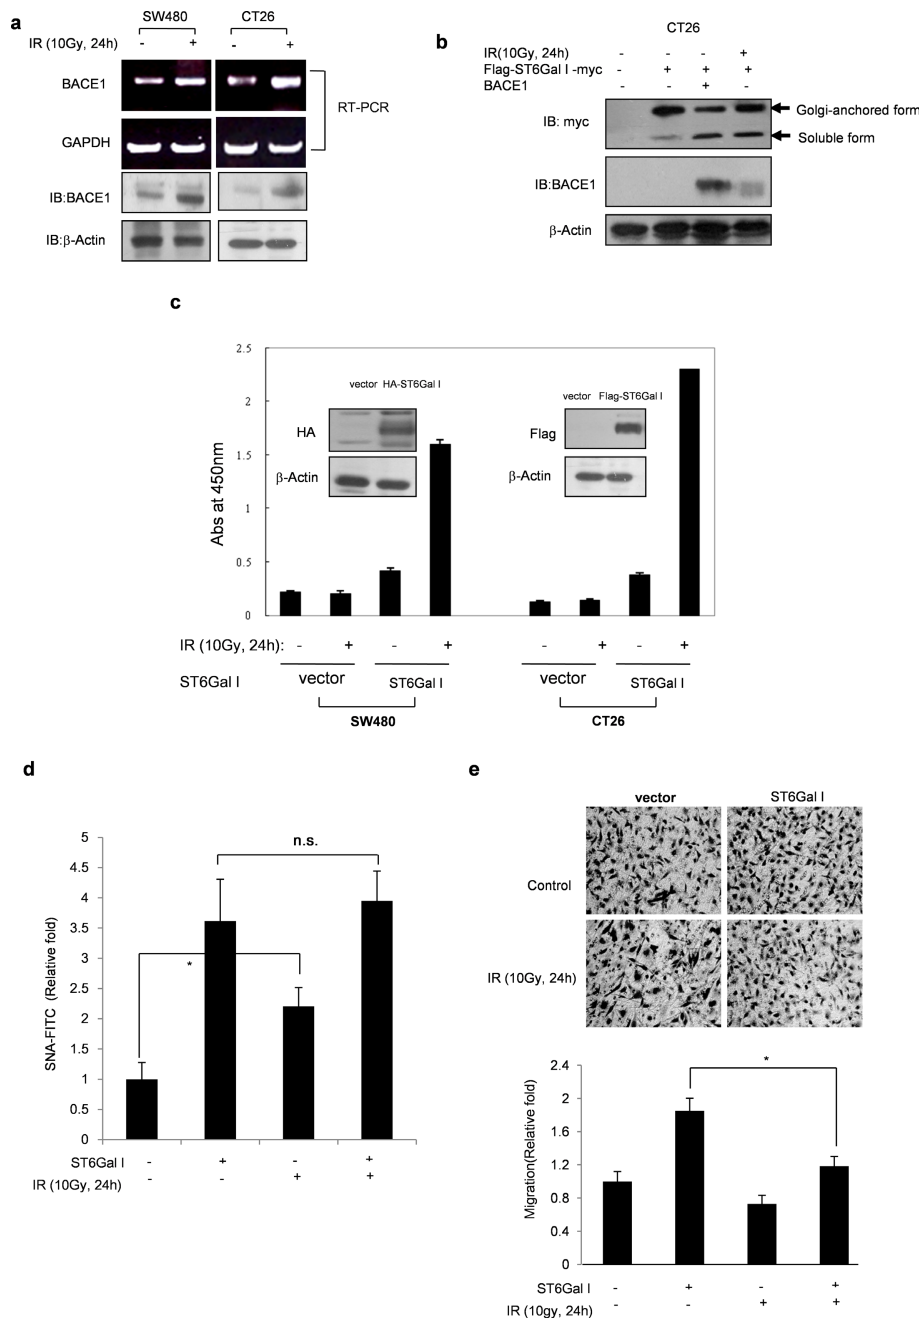 a
SW480 CT26
IR (10Gy, 24h) - + - +
BACE1
RT-PCR
GAPDH
IB:BACE1
IB:β-Actin
b
CT26
IR(10Gy, 24h) - - - +
Flag-ST6Gal I -myc - + + +
BACE1 +
IB: myc
Golgi-anchored form
Soluble form
IB:BACE1
β-Actin
c
Abs at 450nm
2.5
2
1.5
1
0.5
0
vector HA-ST6Gal I
HA
β-Actin
vector Flag-ST6Gal I
Flag
β-Actin
IR (10Gy, 24h): - + - + - + - +
ST6Gal I vector ST6Gal I vector ST6Gal I
SW480 CT26
d
SNA-FITC (Relative fold)
5
4.5
4
3.5
3
2.5
2
1.5
1
0.5
0
n.s.
*
ST6Gal I - + - +
IR (10Gy, 24h) - - + +
e
vector ST6Gal I
Control
IR (10Gy, 24h)
Migration(Relative fold)
2.4
2
1.6
1.2
0.8
0.4
0
*
ST6Gal I - + - +
IR (10gy, 24h) - - + +